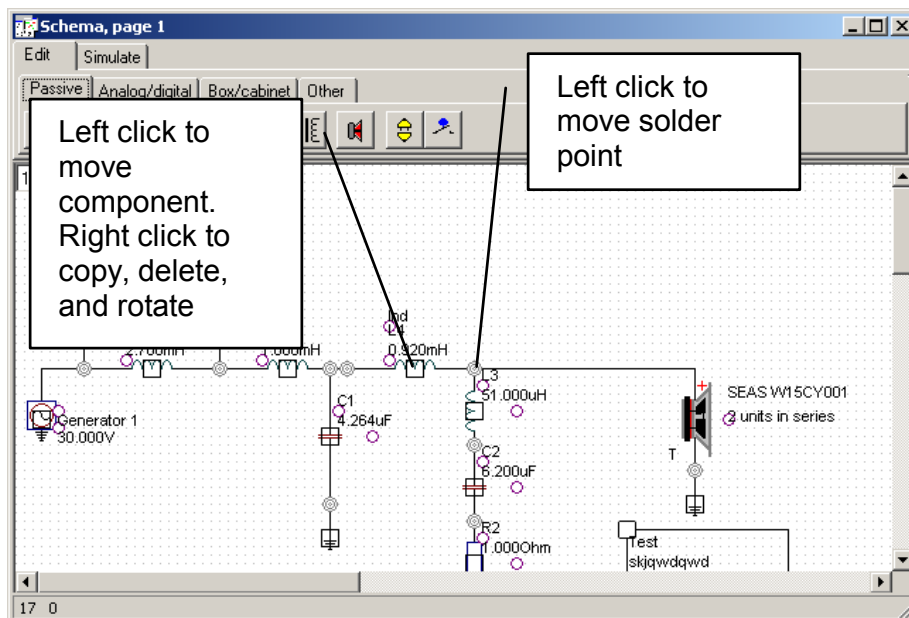 Schema, page 1
Edit Simulate
Passive Analog/digital Box/cabinet Other
Left click to
move
component.
Right click to
copy, delete,
and rotate
Left click to
move solder
point
1
Ind
L4
2.700mH 1.000mH 0.920mH
L3
51.000uH
SEAS W15CY001
2 units in series
C1
4.264uF
Generator 1
30.000V
T
C2
6.200uF
R2
1.000Ohm
Test
skjqwdqwd
17 0